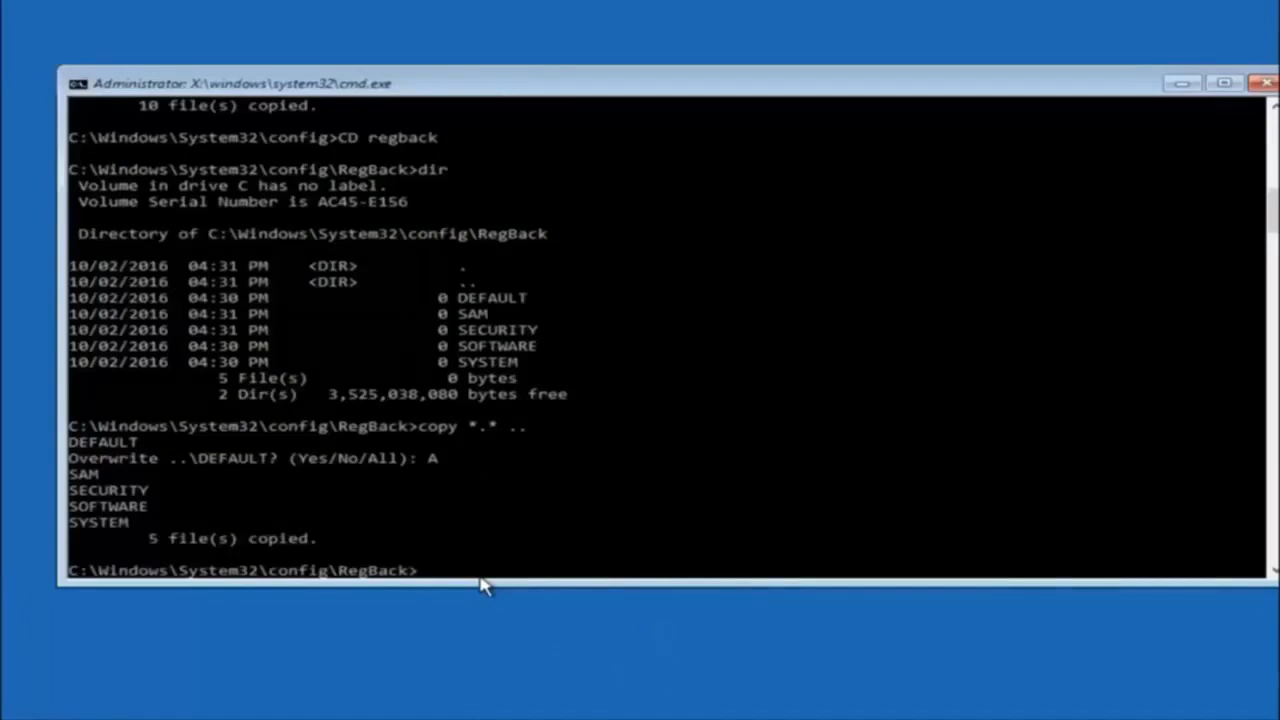 Administrator: X:\windows\system32\cmd.exe
10 file(s) copied.
C:\Windows\System32\config>CD regback
C:\Windows\System32\config\RegBack>dir
Volume in drive C has no label.
Volume Serial Number is AC45-E156
Directory of C:\Windows\System32\config\RegBack
10/02/2016 04:31 PM <DIR> .
10/02/2016 04:31 PM <DIR> ..
10/02/2016 04:30 PM 0 DEFAULT
10/02/2016 04:31 PM 0 SAM
10/02/2016 04:31 PM 0 SECURITY
10/02/2016 04:30 PM 0 SOFTWARE
10/02/2016 04:30 PM 0 SYSTEM
5 File(s) 0 bytes
2 Dir(s) 3,525,038,080 bytes free
C:\Windows\System32\config\RegBack>copy *.* ..
DEFAULT
Overwrite ..\DEFAULT? (Yes/No/All): A
SAM
SECURITY
SOFTWARE
SYSTEM
5 file(s) copied.
C:\Windows\System32\config\RegBack>